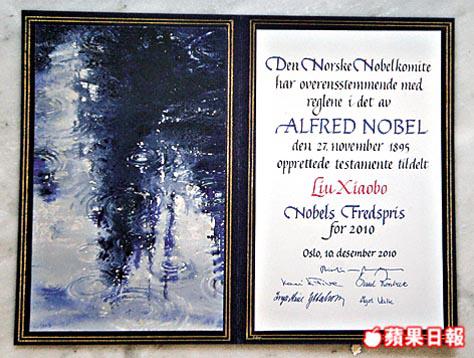 Den Norske Nobelkomite
har overensstemmende med
reglene i det av
ALFRED NOBEL
den 27. november 1895
opprettede testamente tildelt
Liu Xiaobo
Nobels Fredspris
for 2010
Oslo, 10. desember 2010
蘋果日報